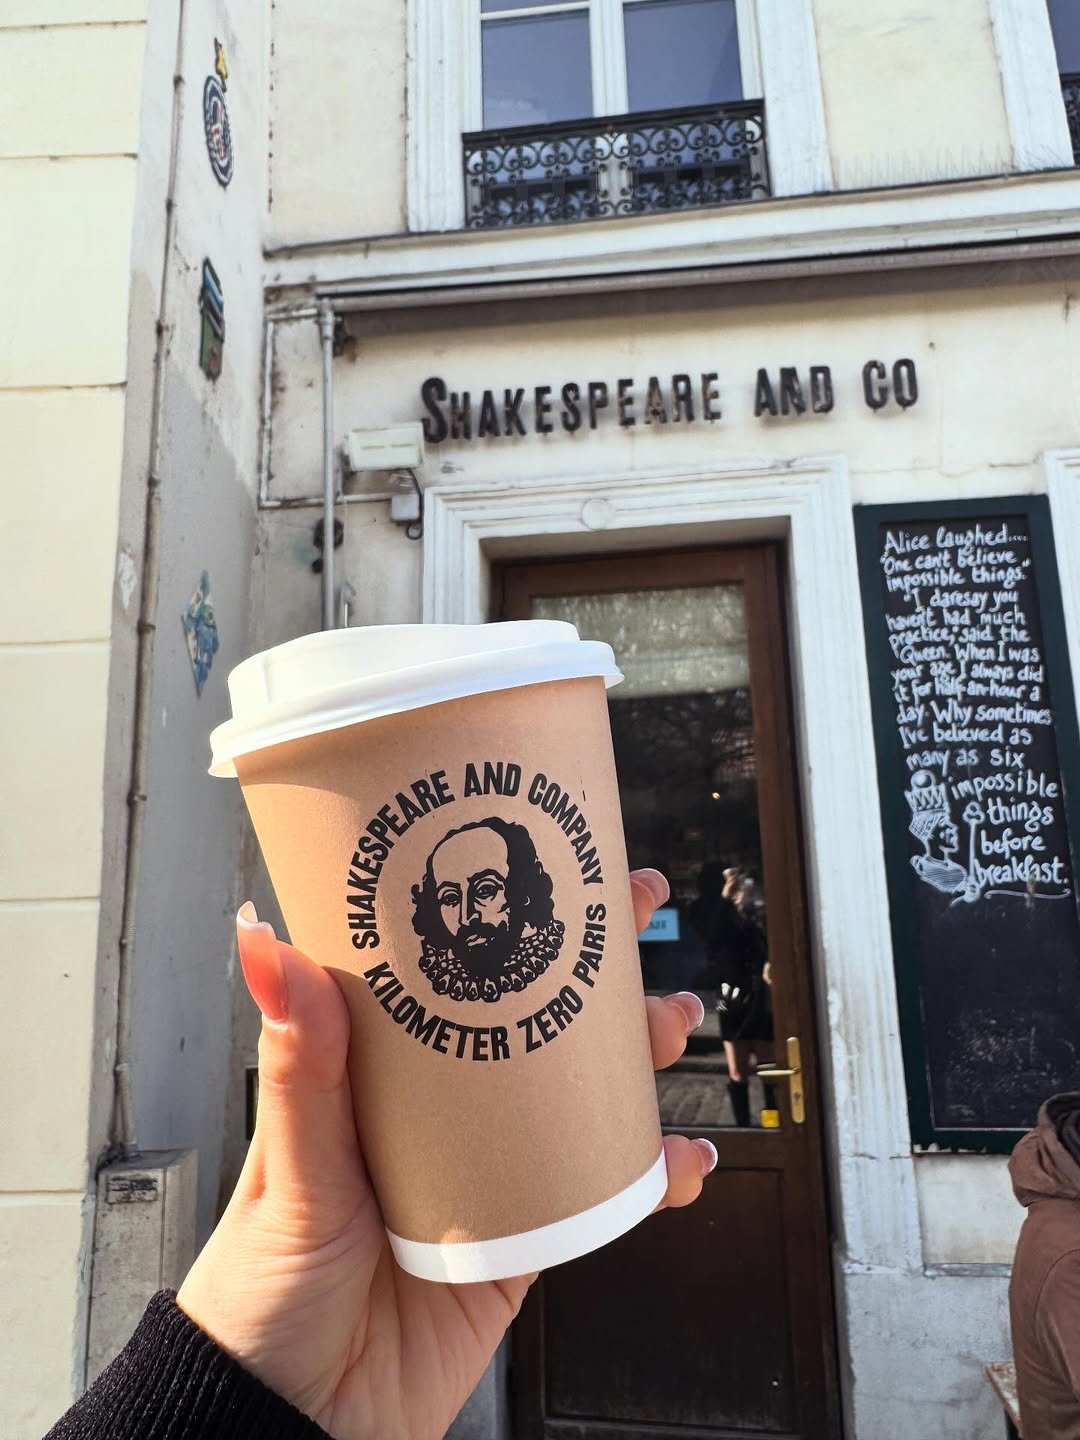 SHAKESPEARE AND CO
Alice laughed....
"One can't believe
impossible things."
"I daresay you
haven't had much
practice," said the
Queen. When I was
your age, I always did
it for half-an-hour a
day. Why sometimes
I've believed as
many as six
impossible
things
before
breakfast.
SHAKESPEARE AND COMPANY
KILOMETER ZERO PARIS